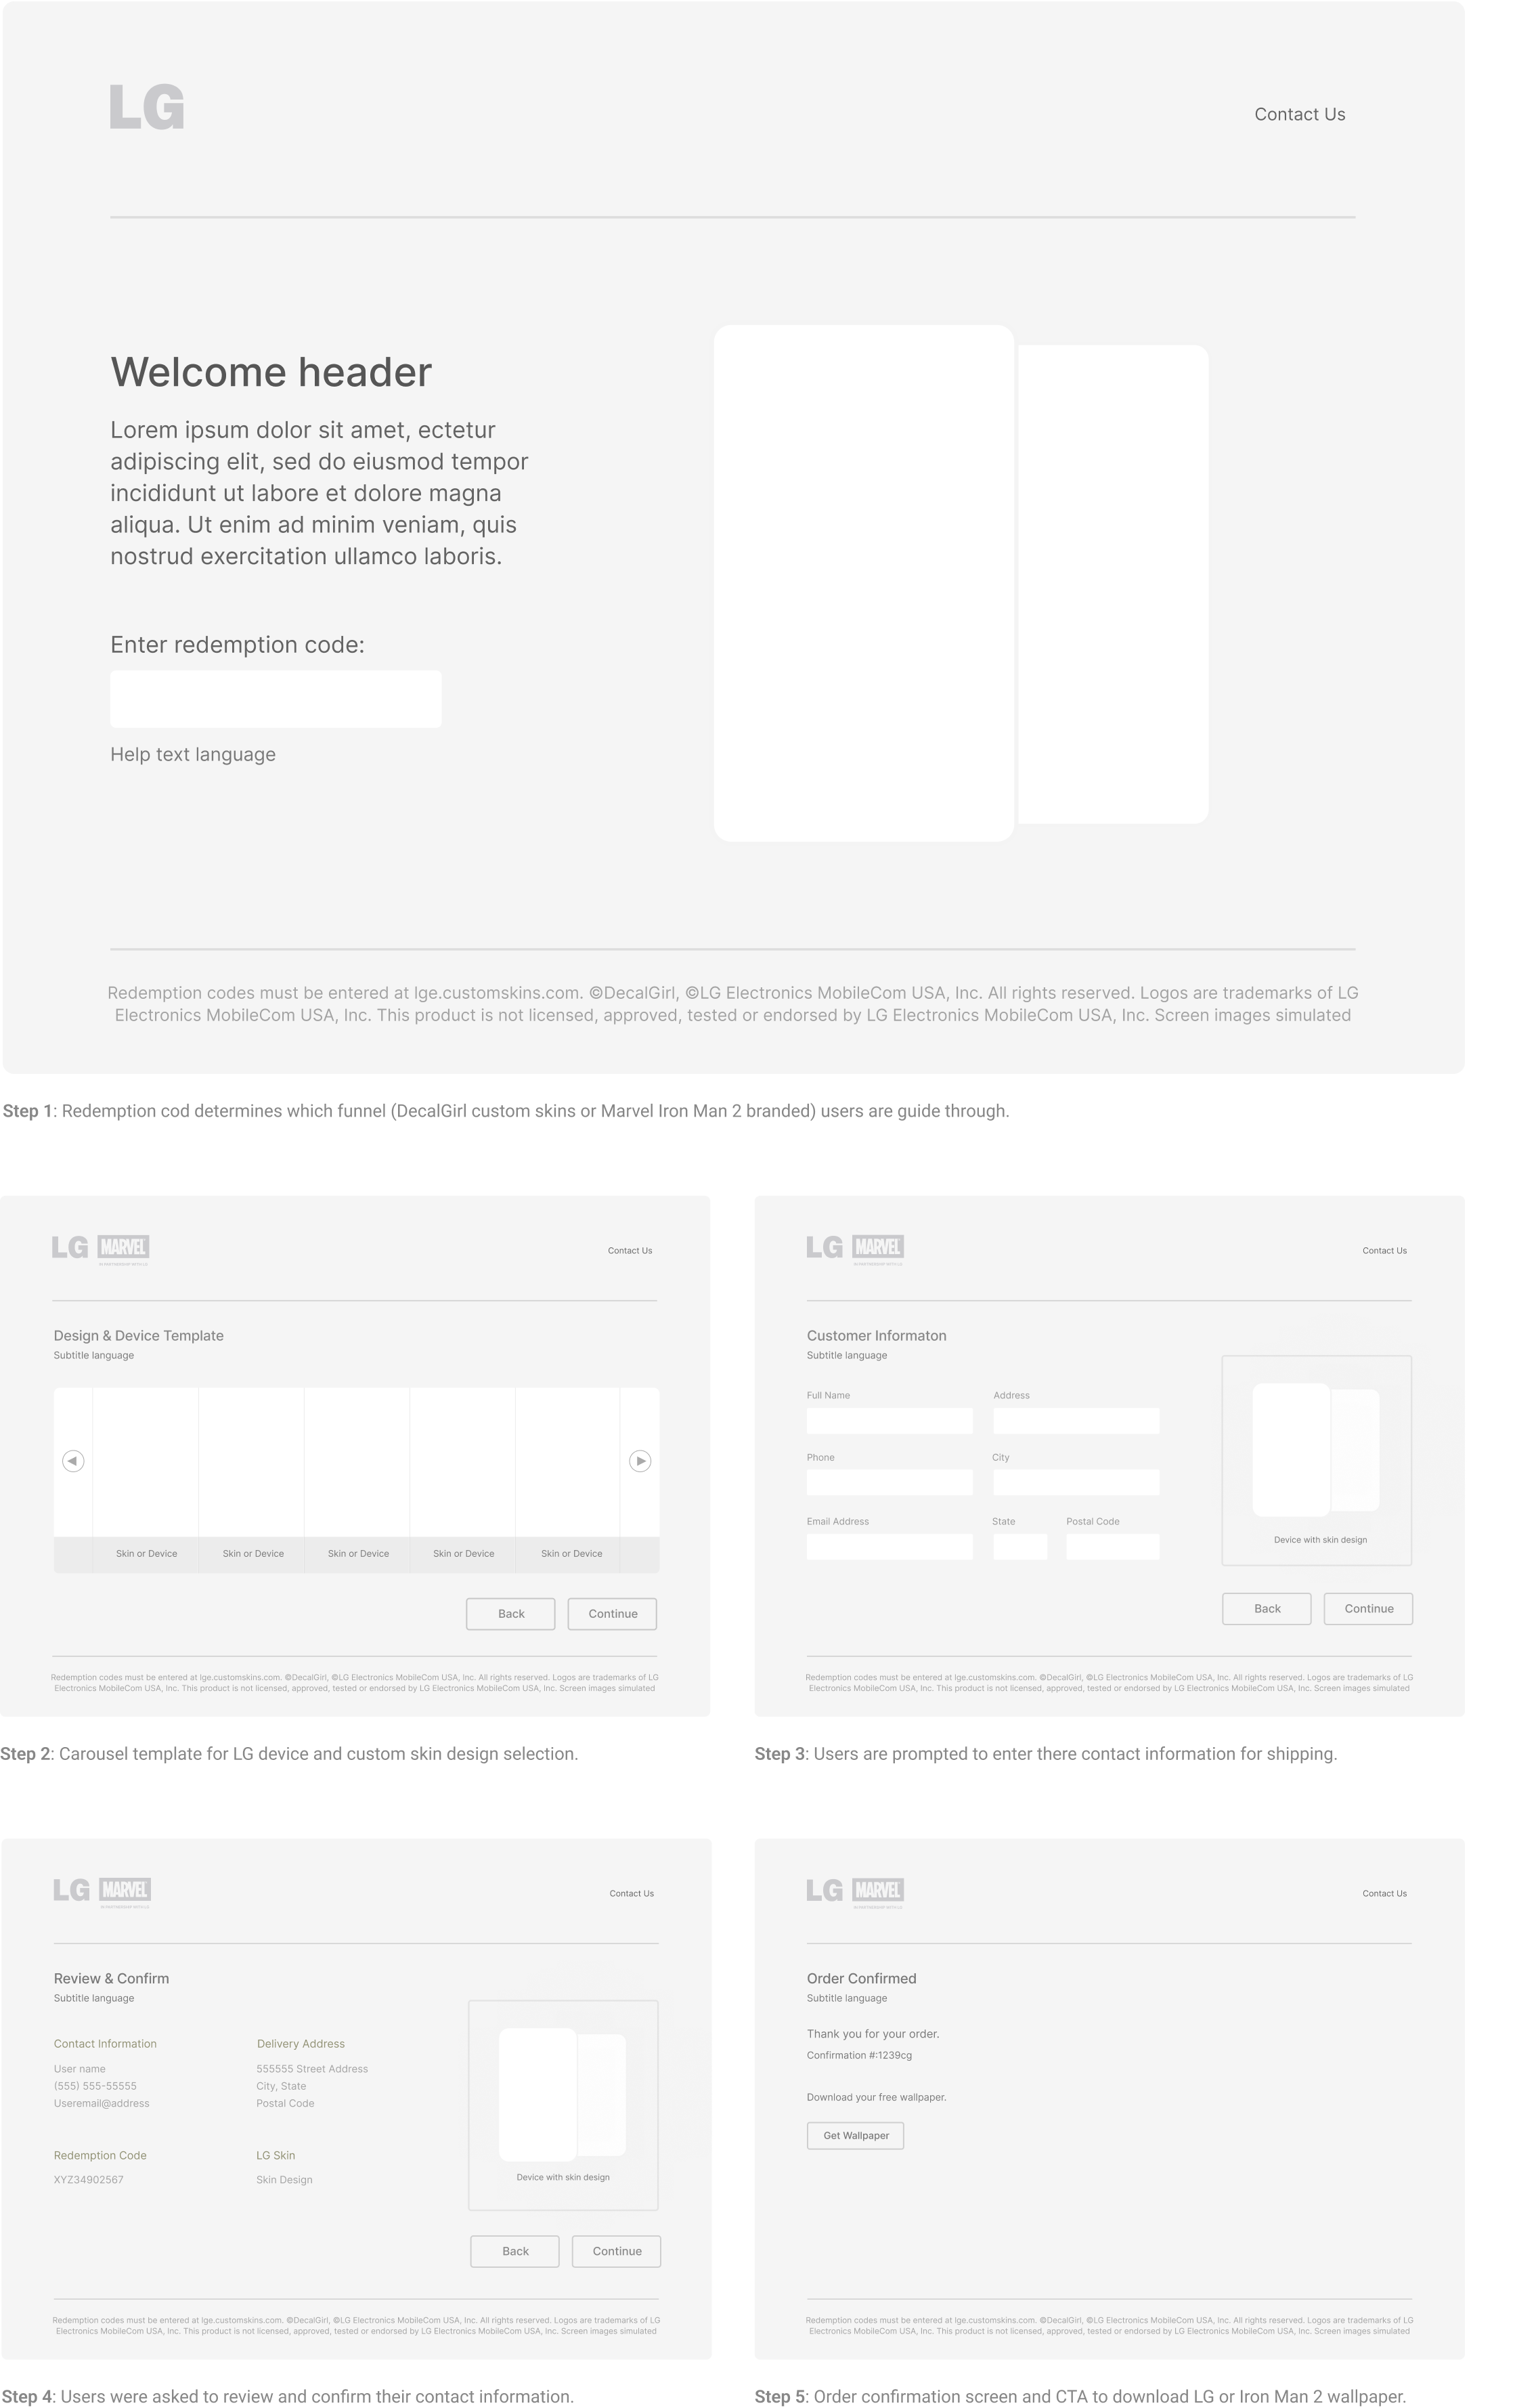 LG
Contact Us
Welcome header
Lorem ipsum dolor sit amet, ectetur
adipiscing elit, sed do eiusmod tempor
incididunt ut labore et dolore magna
aliqua. Ut enim ad minim veniam, quis
nostrud exercitation ullamco laboris.
Enter redemption code:
Help text language
Redemption codes must be entered at lge.customskins.com. ©DecalGirl, ©LG Electronics MobileCom USA, Inc. All rights reserved. Logos are trademarks of LG
Electronics MobileCom USA, Inc. This product is not licensed, approved, tested or endorsed by LG Electronics MobileCom USA, Inc. Screen images simulated
Step 1: Redemption cod determines which funnel (DecalGirl custom skins or Marvel Iron Man 2 branded) users are guide through.
LG MARVEL
IN PARTNERSHIP WITH LG
Contact Us
Design & Device Template
Subtitle language
Skin or Device Skin or Device Skin or Device Skin or Device Skin or Device
Back Continue
Redemption codes must be entered at lge.customskins.com. ©DecalGirl, ©LG Electronics MobileCom USA, Inc. All rights reserved. Logos are trademarks of LG
Electronics MobileCom USA, Inc. This product is not licensed, approved, tested or endorsed by LG Electronics MobileCom USA, Inc. Screen images simulated
Step 2: Carousel template for LG device and custom skin design selection.
LG MARVEL
IN PARTNERSHIP WITH LG
Contact Us
Customer Informaton
Subtitle language
Full Name Address
Phone City
Email Address State Postal Code
Device with skin design
Back Continue
Redemption codes must be entered at lge.customskins.com. ©DecalGirl, ©LG Electronics MobileCom USA, Inc. All rights reserved. Logos are trademarks of LG
Electronics MobileCom USA, Inc. This product is not licensed, approved, tested or endorsed by LG Electronics MobileCom USA, Inc. Screen images simulated
Step 3: Users are prompted to enter there contact information for shipping.
LG MARVEL
IN PARTNERSHIP WITH LG
Contact Us
Review & Confirm
Subtitle language
Contact Information
User name
(555) 555-55555
Useremail@address
Delivery Address
555555 Street Address
City, State
Postal Code
Redemption Code
XYZ34902567
LG Skin
Skin Design
Device with skin design
Back Continue
Redemption codes must be entered at lge.customskins.com. ©DecalGirl, ©LG Electronics MobileCom USA, Inc. All rights reserved. Logos are trademarks of LG
Electronics MobileCom USA, Inc. This product is not licensed, approved, tested or endorsed by LG Electronics MobileCom USA, Inc. Screen images simulated
Step 4: Users were asked to review and confirm their contact information.
LG MARVEL
IN PARTNERSHIP WITH LG
Contact Us
Order Confirmed
Subtitle language
Thank you for your order.
Confirmation #:1239cg
Download your free wallpaper.
Get Wallpaper
Redemption codes must be entered at lge.customskins.com. ©DecalGirl, ©LG Electronics MobileCom USA, Inc. All rights reserved. Logos are trademarks of LG
Electronics MobileCom USA, Inc. This product is not licensed, approved, tested or endorsed by LG Electronics MobileCom USA, Inc. Screen images simulated
Step 5: Order confirmation screen and CTA to download LG or Iron Man 2 wallpaper.